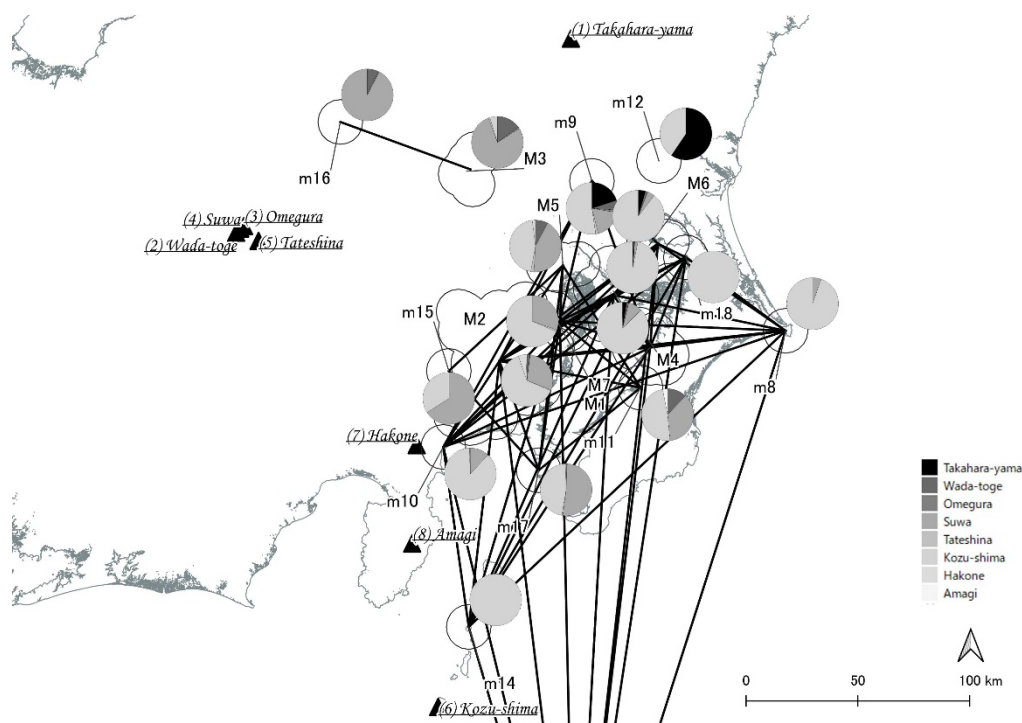 (1) Takahara-yama
m12
m9
M3
m16
M6
M5
(4) Suwa
(3) Omegura
(2) Wada-toge
(5) Tateshina
m15
M2
m18
M4
m8
M7
M1
(7) Hakone
m11
m10
Takahara-yama
Wada-toge
Omegura
Suwa
Tateshina
Kozu-shima
Hakone
Amagi
m17
(8) Amagi
m14
(6) Kozu-shima
0 50 100 km